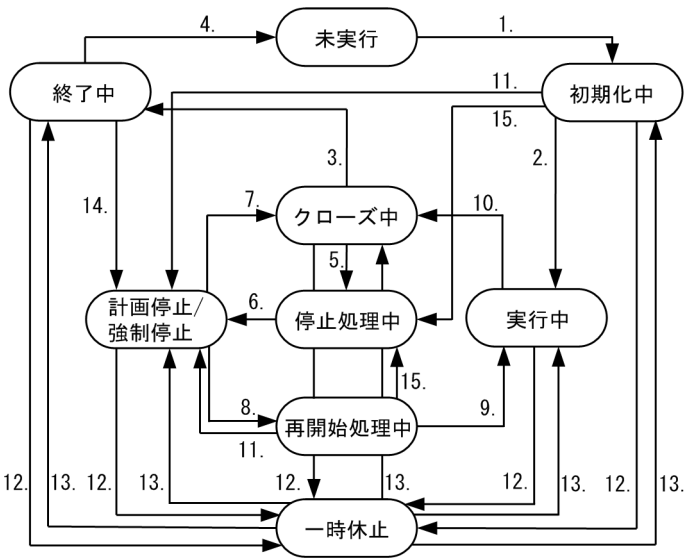 4.
未実行
1.
終了中
11.
初期化中
15.
3.
2.
14.
7.
クローズ中
10.
5.
計画停止/
強制停止
6.
停止処理中
実行中
15.
8.
再開始処理中
9.
11.
12.
13.
12.
13.
12.
13.
12.
13.
12.
13.
一時休止